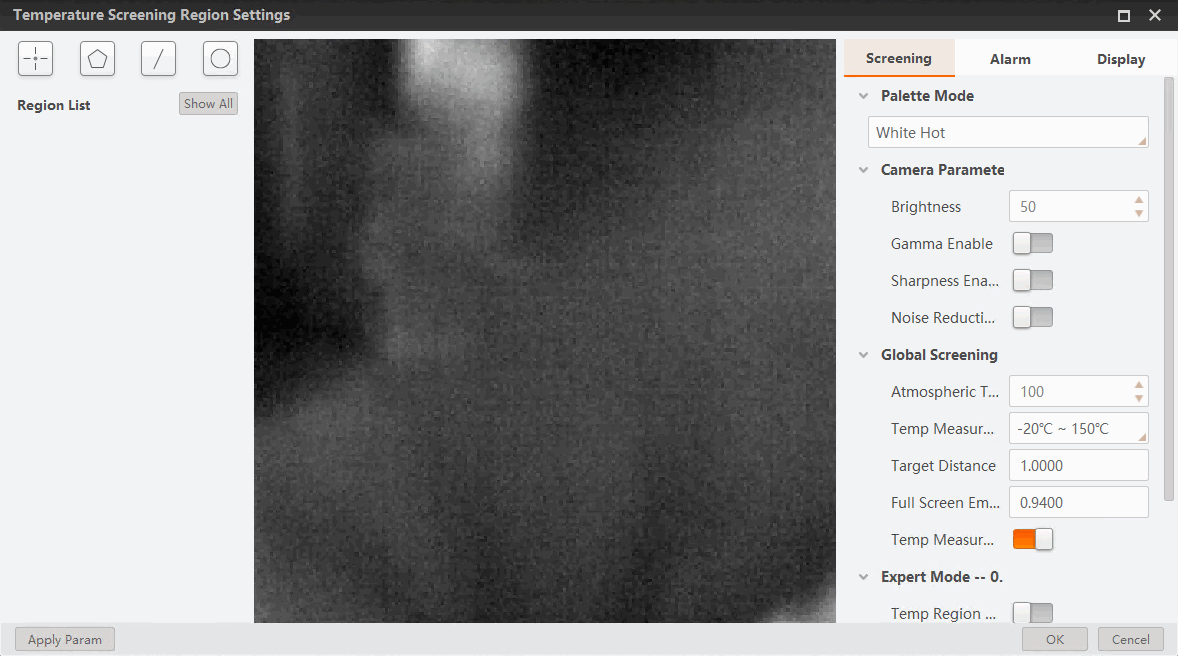 Temperature Screening Region Settings
Region List
Show All
Screening
Alarm
Display
Palette Mode
White Hot
Camera Paramete
Brightness
50
Gamma Enable
Sharpness Ena...
Noise Reducti...
Global Screening
Atmospheric T...
100
Temp Measur...
-20℃ ~ 150℃
Target Distance
1.0000
Full Screen Em...
0.9400
Temp Measur...
Expert Mode -- 0.
Temp Region ...
Apply Param
OK
Cencel